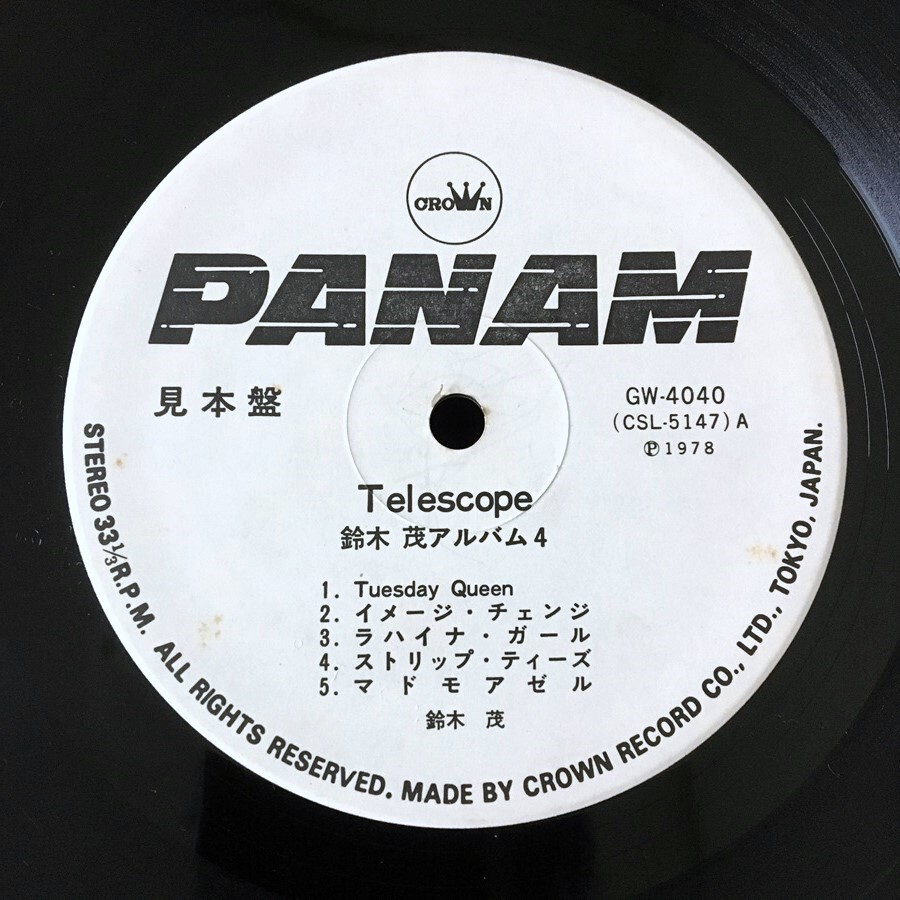 CROWN
PANAM
見本盤
GW-4040
(CSL-5147) A
Ⓟ1978
Telescope
鈴木 茂アルバム4
1. Tuesday Queen
2. イメージ・チェンジ
3. ラハイナ・ガール
4. ストリップ・ティーズ
5. マドモアゼル
鈴木 茂
STEREO 33⅓R.P.M. ALL RIGHTS RESERVED. MADE BY CROWN RECORD CO., LTD., TOKYO, JAPAN.